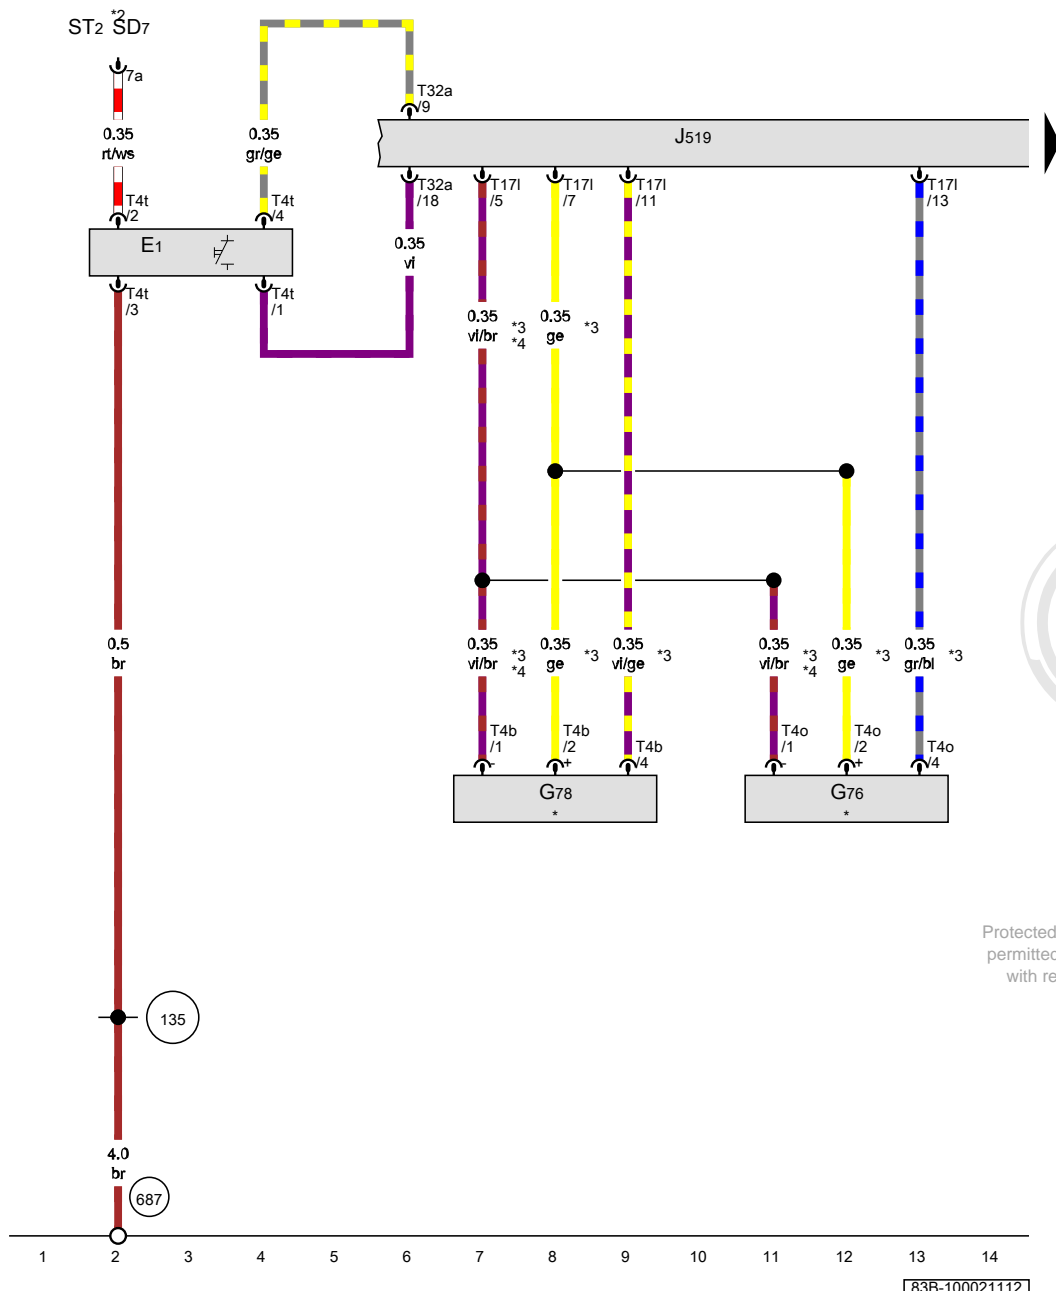 ST2 *2 SD7
7a
T32a
/9
0.35
rt/ws
0.35
gr/ge
J519
T4t
/2
T4t
/4
T32a
/18
T17l
/5
T17l
/7
T17l
/11
T17l
/13
E1
0.35
vi
T4t
/3
T4t
/1
0.35
vi/br
*3
*4
0.35
ge
*3
0.5
br
0.35
vi/br
*3
*4
0.35
ge
*3
0.35
vi/ge
*3
0.35
vi/br
*3
*4
0.35
ge
*3
0.35
gr/bl
*3
T4b
/1
-
T4b
/2
+
T4b
/4
T4o
/1
-
T4o
/2
+
T4o
/4
G78
*
G76
*
Protected
permitted
with re
135
4.0
br
687
1 2 3 4 5 6 7 8 9 10 11 12 13 14
83B-100021112